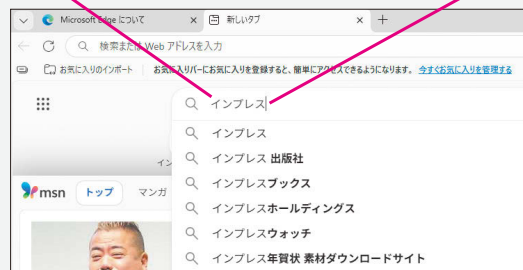 Microsoft Edge について
新しいタブ
検索または Web アドレスを入力
お気に入りのインポート
お気に入りバーにお気に入りを登録すると、簡単にアクセスできるようになります。 今すぐお気に入りを管理する
インプレス
インプレス
インプレス 出版社
イン
インプレスブックス
msn トップ マンガ
インプレスホールディングス
インプレスウォッチ
インプレス年賀状 素材ダウンロードサイト